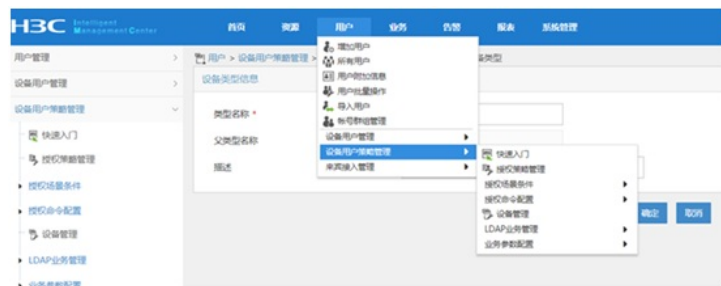 H3C Intelligent Management Center
首页 资源 用户 业务 告警 报表 系统管理
用户管理
设备用户管理
设备用户策略管理
快速入门
授权策略管理
授权场景条件
授权命令配置
设备管理
LDAP业务管理
业务参数配置
用户 > 设备用户策略管理 >
备类型
设备类型信息
类型名称 *
父类型名称
描述
增加用户
所有用户
用户附加信息
用户批量操作
导入用户
帐号群组管理
设备用户管理
设备用户策略管理
来宾接入管理
快速入门
授权策略管理
授权场景条件
授权命令配置
设备管理
LDAP业务管理
业务参数配置
确定 取消